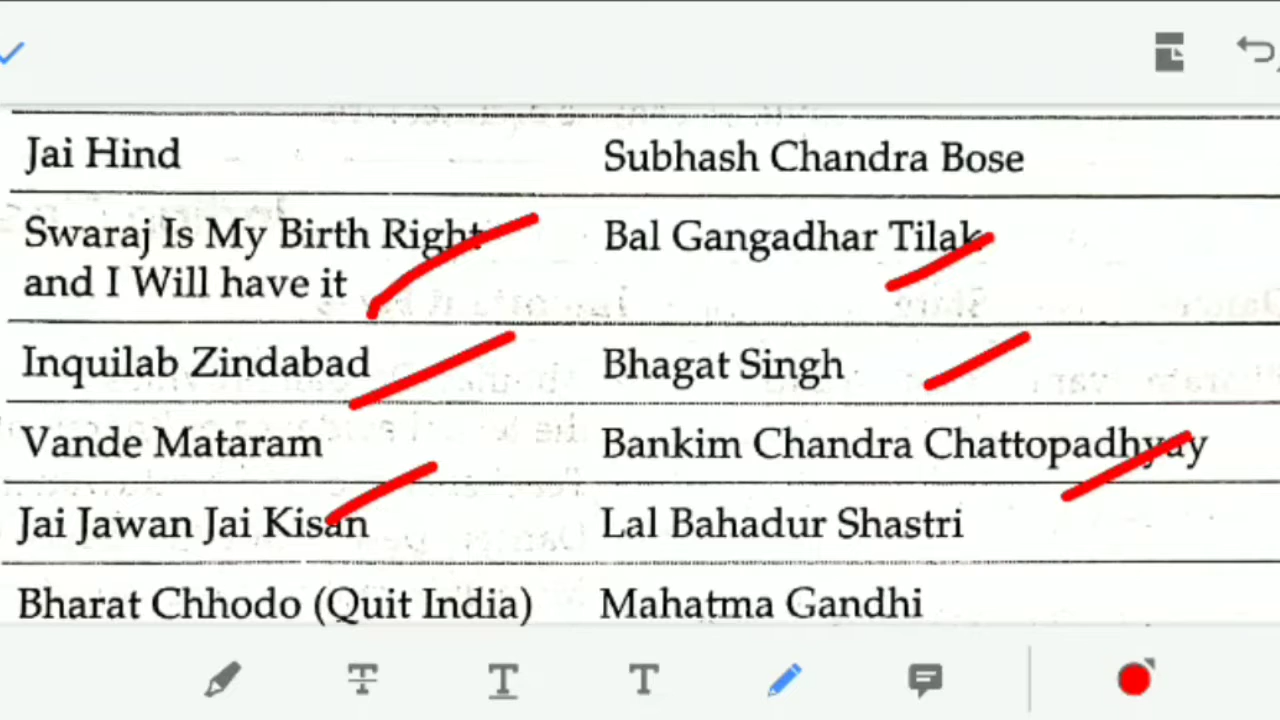 Jai Hind Subhash Chandra Bose
Swaraj Is My Birth Right Bal Gangadhar Tilak
and I Will have it
Inquilab Zindabad Bhagat Singh
Vande Mataram Bankim Chandra Chattopadhyay
Jai Jawan Jai Kisan Lal Bahadur Shastri
Bharat Chhodo (Quit India) Mahatma Gandhi